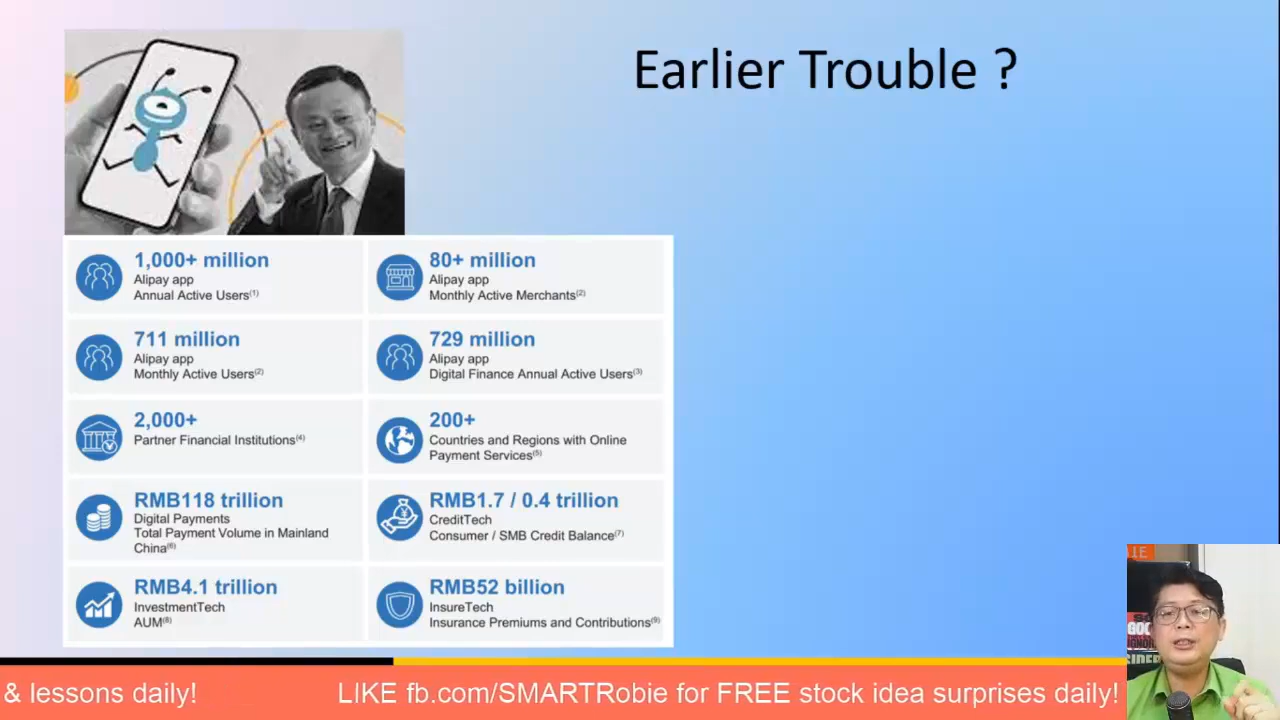 Earlier Trouble ?
1,000+ million
Alipay app
Annual Active Users(1)
80+ million
Alipay app
Monthly Active Merchants(2)
711 million
Alipay app
Monthly Active Users(2)
729 million
Alipay app
Digital Finance Annual Active Users(3)
2,000+
Partner Financial Institutions(4)
200+
Countries and Regions with Online
Payment Services(5)
RMB118 trillion
Digital Payments
Total Payment Volume in Mainland
China(6)
RMB1.7 / 0.4 trillion
CreditTech
Consumer / SMB Credit Balance(7)
RMB4.1 trillion
InvestmentTech
AUM(8)
RMB52 billion
InsureTech
Insurance Premiums and Contributions(9)
& lessons daily! LIKE fb.com/SMARTRobie for FREE stock idea surprises daily!